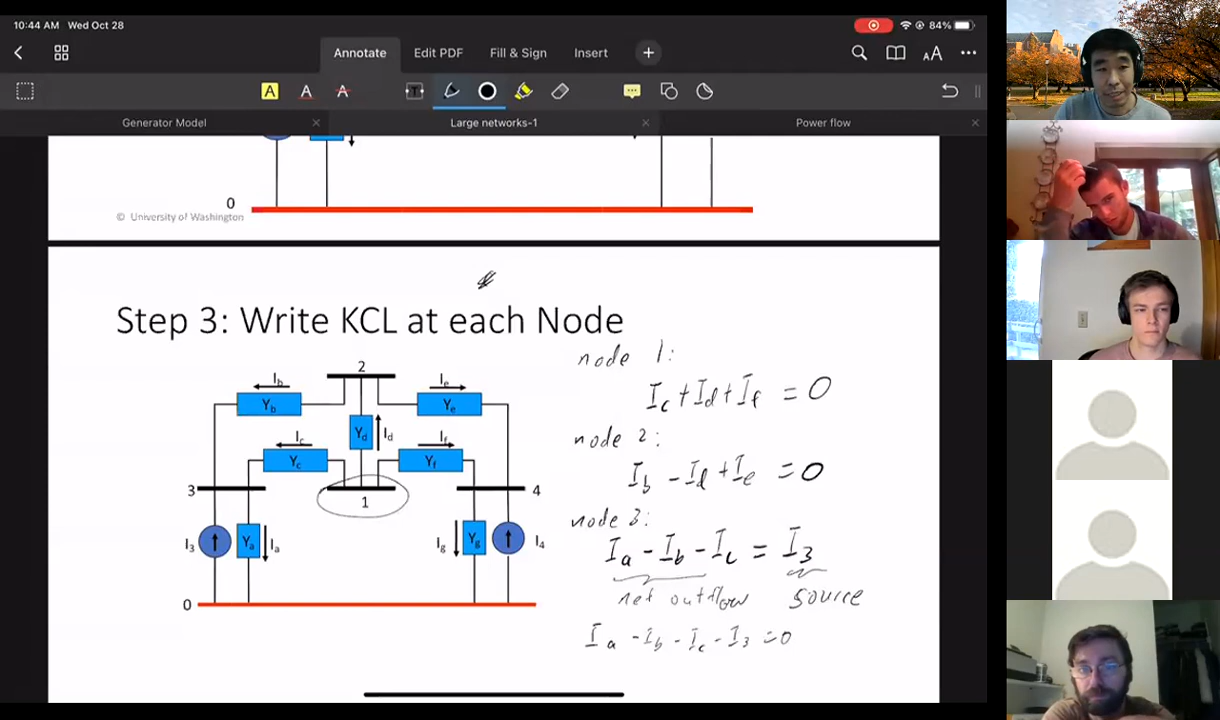 10:44 AM Wed Oct 28
84%
Annotate
Edit PDF
Fill & Sign
Insert
AA
A
A
A
T
Generator Model
Large networks-1
Power flow
0
© University of Washington
Step 3: Write KCL at each Node
2
Ib
Ie
Yb
Ye
Yd
Id
Ic
If
Yc
Yf
3
1
4
I3
Ya
Ia
Ig
Yg
I4
0
node 1:
Ic + Id + If = 0
node 2:
Ib - Id + Ie = 0
node 3:
Ia - Ib - Ic = I3
net outflow source
Ia - Ib - Ic - I3 = 0